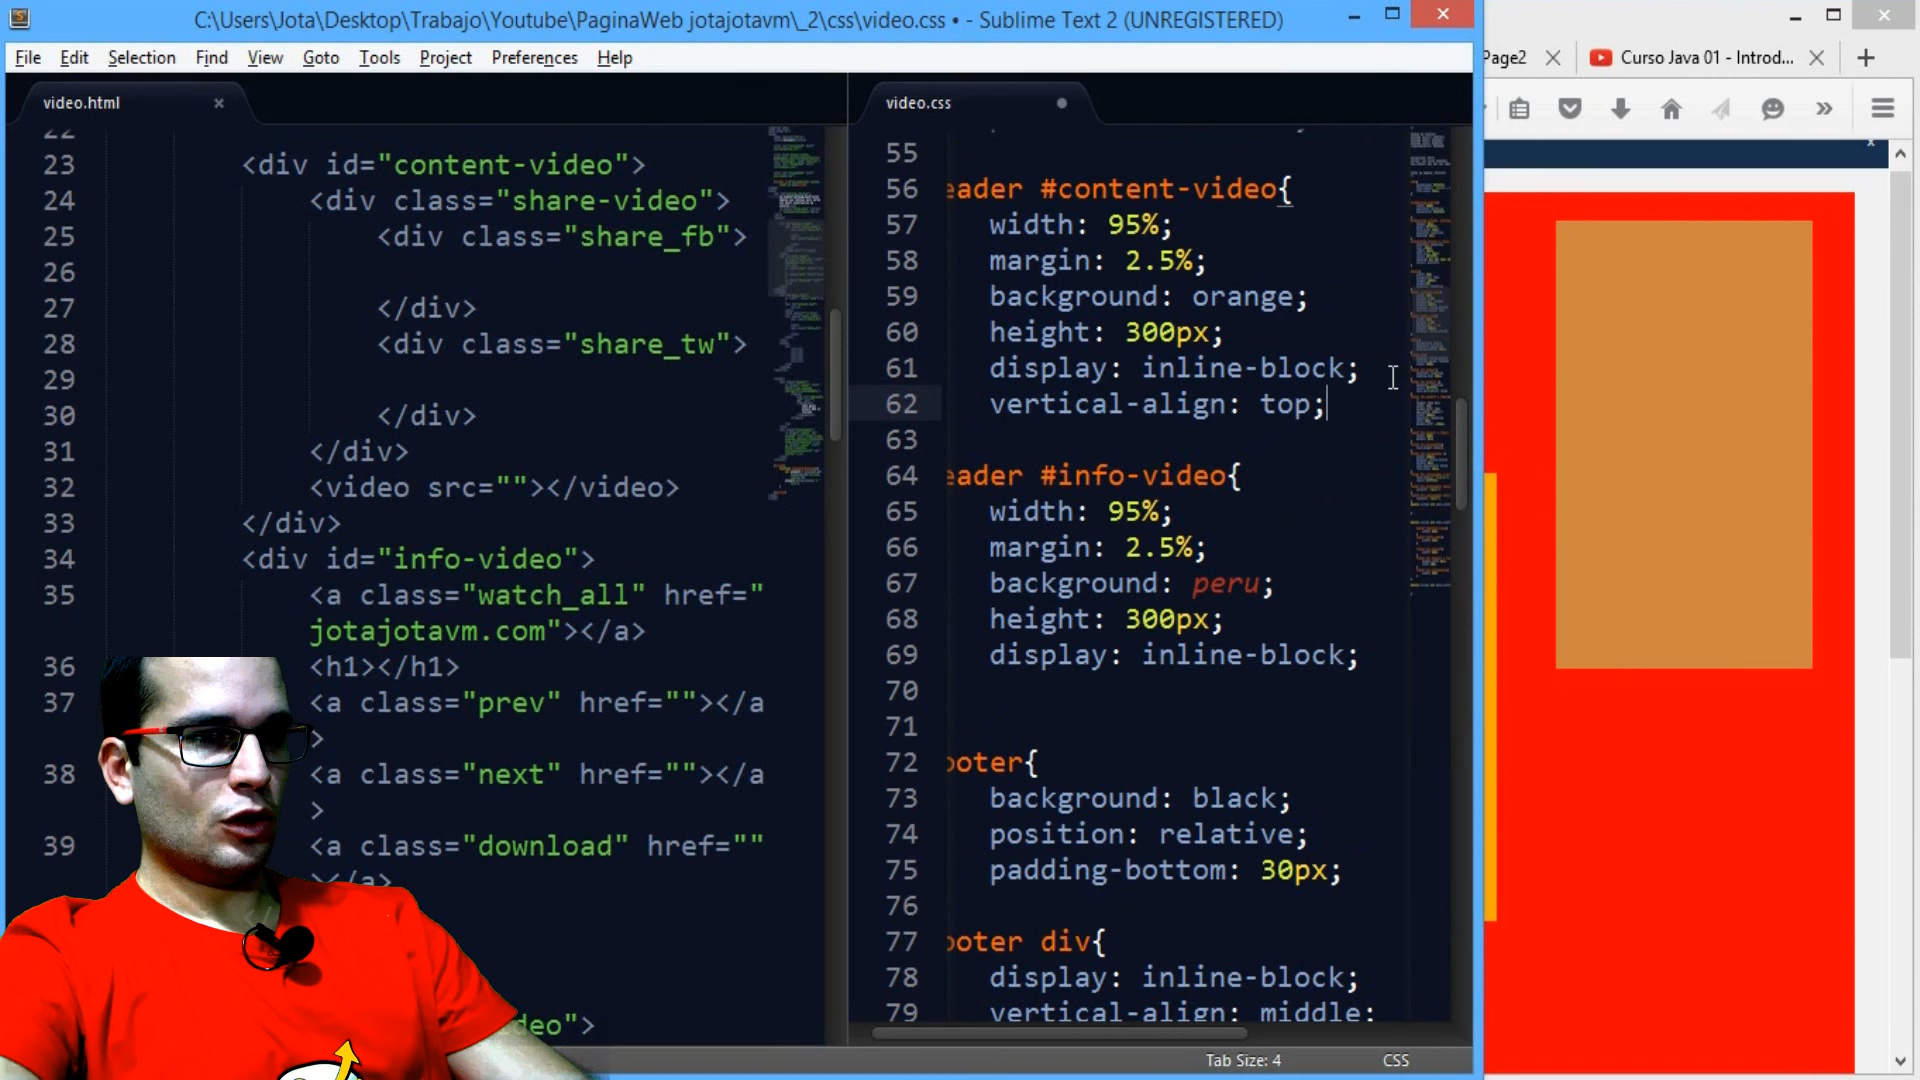 C:\Users\Jota\Desktop\Trabajo\Youtube\PaginaWeb jotajotavm\_2\css\video.css • - Sublime Text 2 (UNREGISTERED)
File Edit Selection Find View Goto Tools Project Preferences Help
Page2
Curso Java 01 - Introd...
video.html
video.css
22
23 <div id="content-video">
24 <div class="share-video">
25 <div class="share_fb">
26
27 </div>
28 <div class="share_tw">
29
30 </div>
31 </div>
32 <video src=""></video>
33 </div>
34 <div id="info-video">
35 <a class="watch_all" href="
jotajotavm.com"></a>
36 <h1></h1>
37 <a class="prev" href=""></a
>
38 <a class="next" href=""></a
>
39 <a class="download" href=""
></a>
deo">
55
56 eader #content-video{
57 width: 95%;
58 margin: 2.5%;
59 background: orange;
60 height: 300px;
61 display: inline-block;
62 vertical-align: top;
63
64 eader #info-video{
65 width: 95%;
66 margin: 2.5%;
67 background: peru;
68 height: 300px;
69 display: inline-block;
70
71
72 ooter{
73 background: black;
74 position: relative;
75 padding-bottom: 30px;
76
77 ooter div{
78 display: inline-block;
79 vertical-align: middle;
Tab Size: 4
CSS